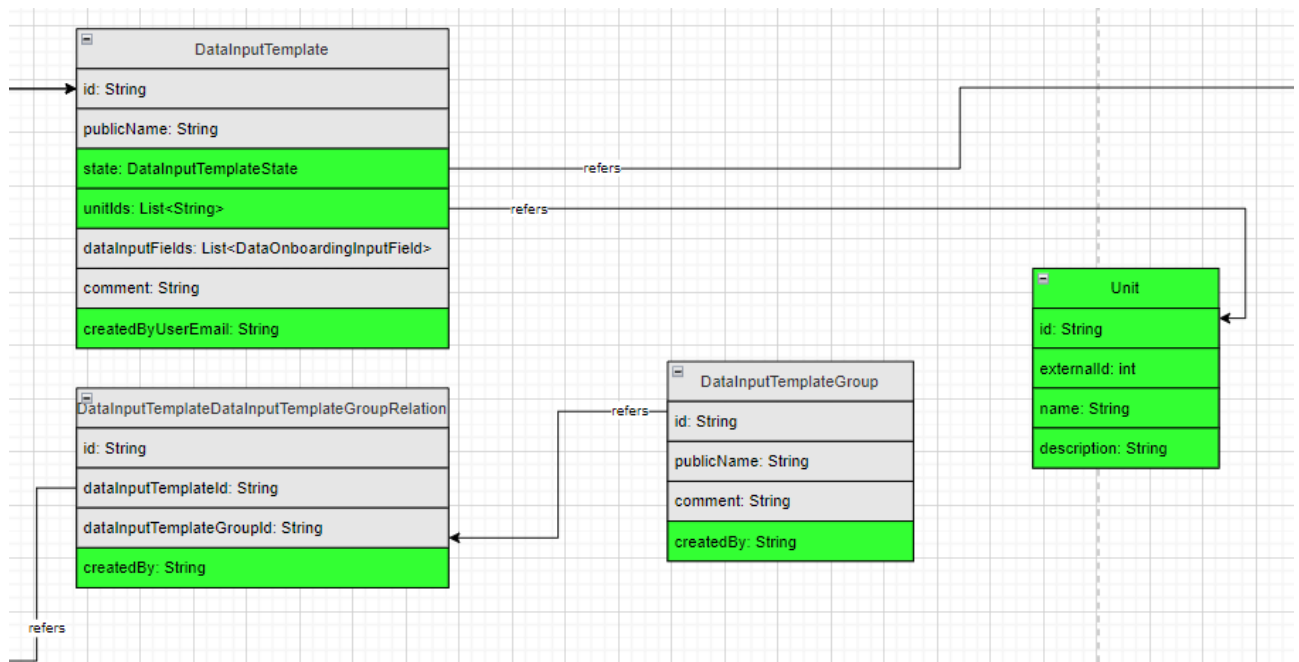 DataInputTemplate
id: String
publicName: String
state: DataInputTemplateState
refers
unitIds: List<String>
refers
dataInputFields: List<DataOnboardingInputField>
comment: String
createdByUserEmail: String
Unit
id: String
externalId: int
name: String
description: String
DataInputTemplateDataInputTemplateGroupRelation
id: String
dataInputTemplateId: String
dataInputTemplateGroupId: String
createdBy: String
refers
DataInputTemplateGroup
refers
id: String
publicName: String
comment: String
createdBy: String